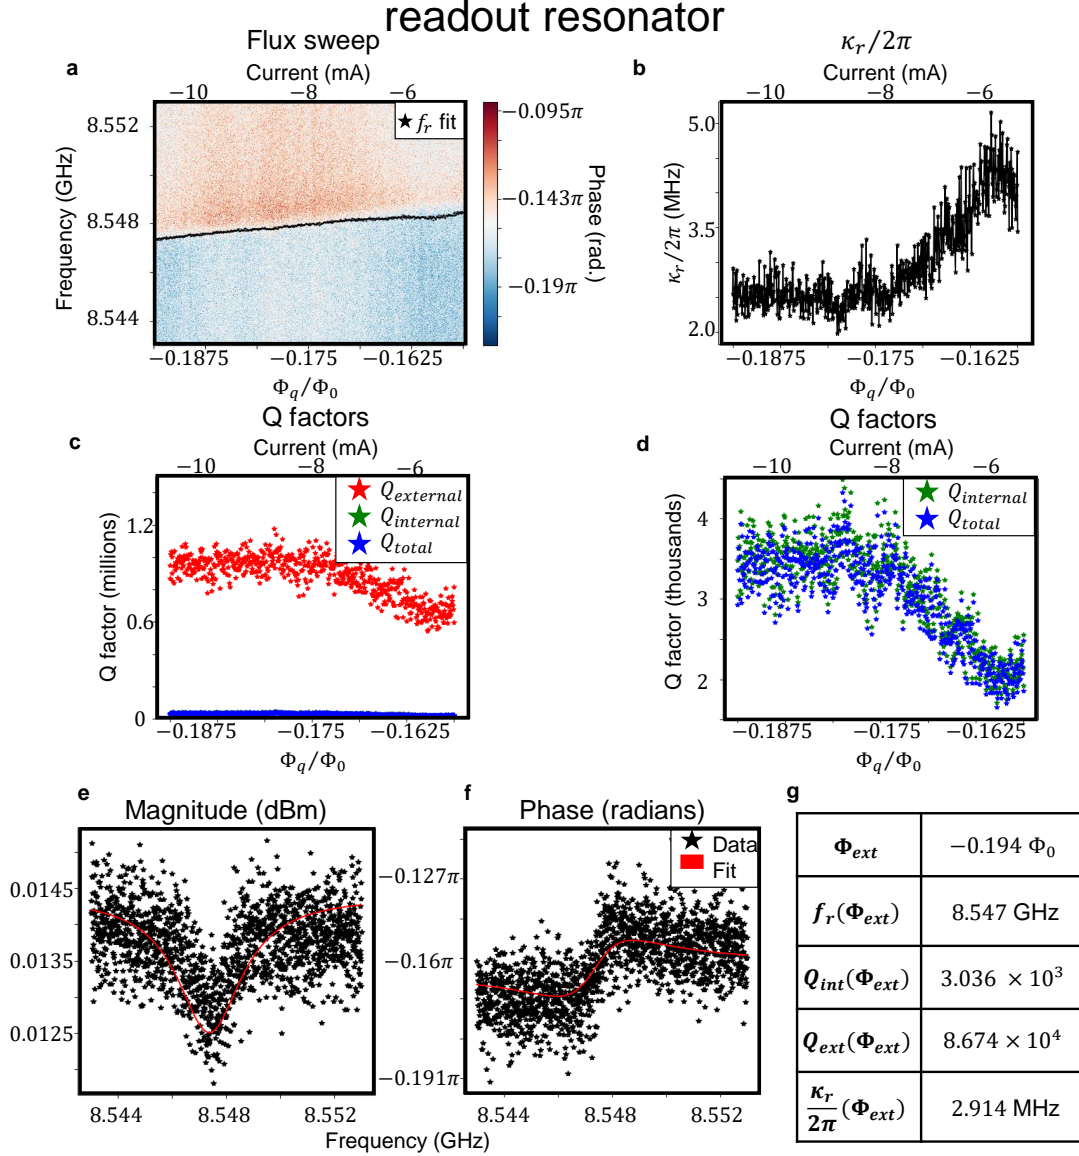 readout resonator
Flux sweep
κ_r/2π
a
Current (mA)
b
Current (mA)
−10 −8 −6
−10 −8 −6
8.552
8.548
8.544
Frequency (GHz)
★ f_r fit
−0.095π
−0.143π
−0.19π
Phase (rad.)
5.0
3.5
2.0
κ_r/2π (MHz)
−0.1875 −0.175 −0.1625
Φ_q/Φ_0
−0.1875 −0.175 −0.1625
Φ_q/Φ_0
c
Q factors
Current (mA)
−10 −8 −6
d
Q factors
Current (mA)
−10 −8 −6
Q_external
Q_internal
Q_total
1.2
0.6
0
Q factor (millions)
Q_internal
Q_total
4
3
2
Q factor (thousands)
−0.1875 −0.175 −0.1625
Φ_q/Φ_0
−0.1875 −0.175 −0.1625
Φ_q/Φ_0
e
Magnitude (dBm)
0.0145
0.0135
0.0125
8.544 8.548 8.552
f
Phase (radians)
Data
Fit
−0.127π
−0.16π
−0.191π
8.544 8.548 8.552
Frequency (GHz)
g
Φ_ext −0.194 Φ_0
f_r(Φ_ext) 8.547 GHz
Q_int(Φ_ext) 3.036 × 10³
Q_ext(Φ_ext) 8.674 × 10⁴
κ_r/2π(Φ_ext) 2.914 MHz